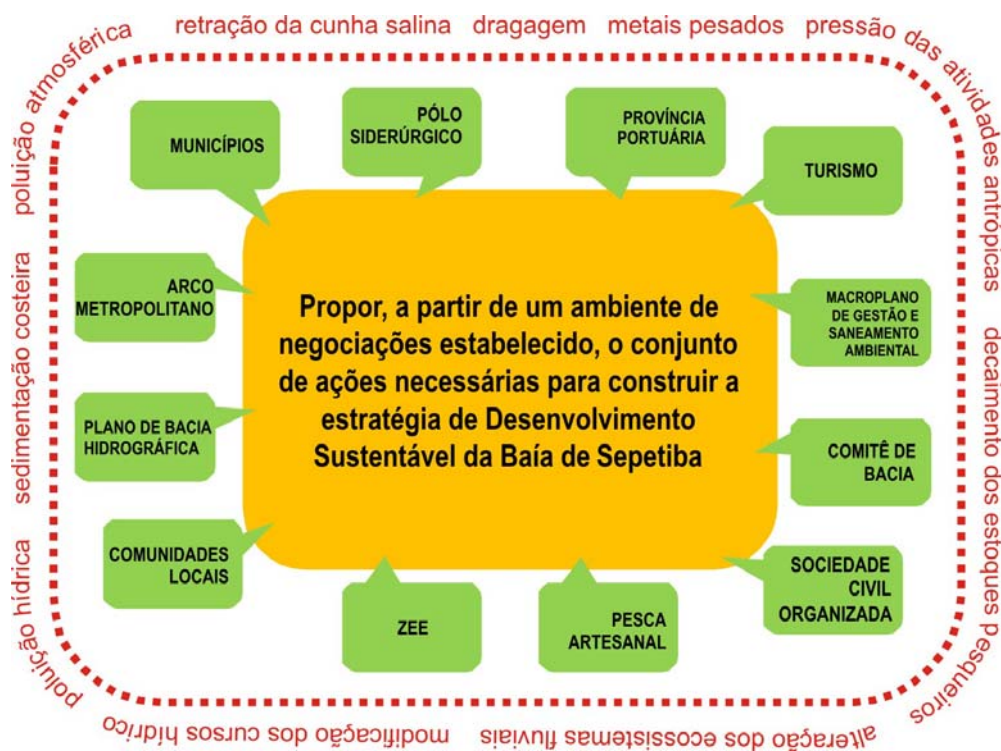 retração da cunha salina dragagem metais pesados pressão das atividades antrópicas
decaimento dos estoques pesqueiros
alteração dos ecossistemas fluviais
modificação dos cursos hídrico
poluição hídrica
sedimentação costeira
poluição atmosférica
MUNICÍPIOS
PÓLO
SIDERÚRGICO
PROVÍNCIA
PORTUÁRIA
TURISMO
ARCO
METROPOLITANO
MACROPLANO
DE GESTÃO E
SANEAMENTO
AMBIENTAL
Propor, a partir de um ambiente de
negociações estabelecido, o conjunto
de ações necessárias para construir a
estratégia de Desenvolvimento
Sustentável da Baía de Sepetiba
PLANO DE BACIA
HIDROGRÁFICA
COMITÊ DE
BACIA
COMUNIDADES
LOCAIS
ZEE
PESCA
ARTESANAL
SOCIEDADE
CIVIL
ORGANIZADA